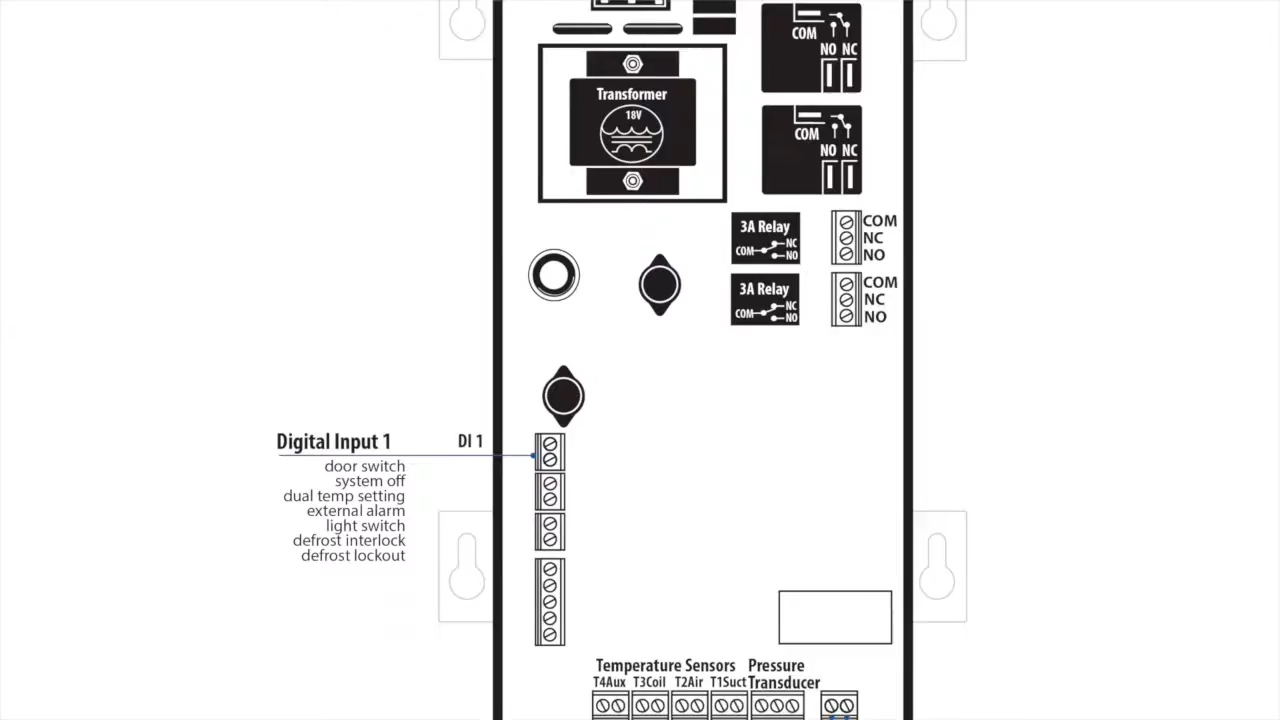 COM
NO NC
Transformer
18V
COM
NO NC
3A Relay
NC
COM
NO
COM
NC
NO
3A Relay
NC
COM
NO
COM
NC
NO
Digital Input 1
DI 1
door switch
system off
dual temp setting
external alarm
light switch
defrost interlock
defrost lockout
Temperature Sensors
Pressure
Transducer
T4Aux T3Coil T2Air T1Suct